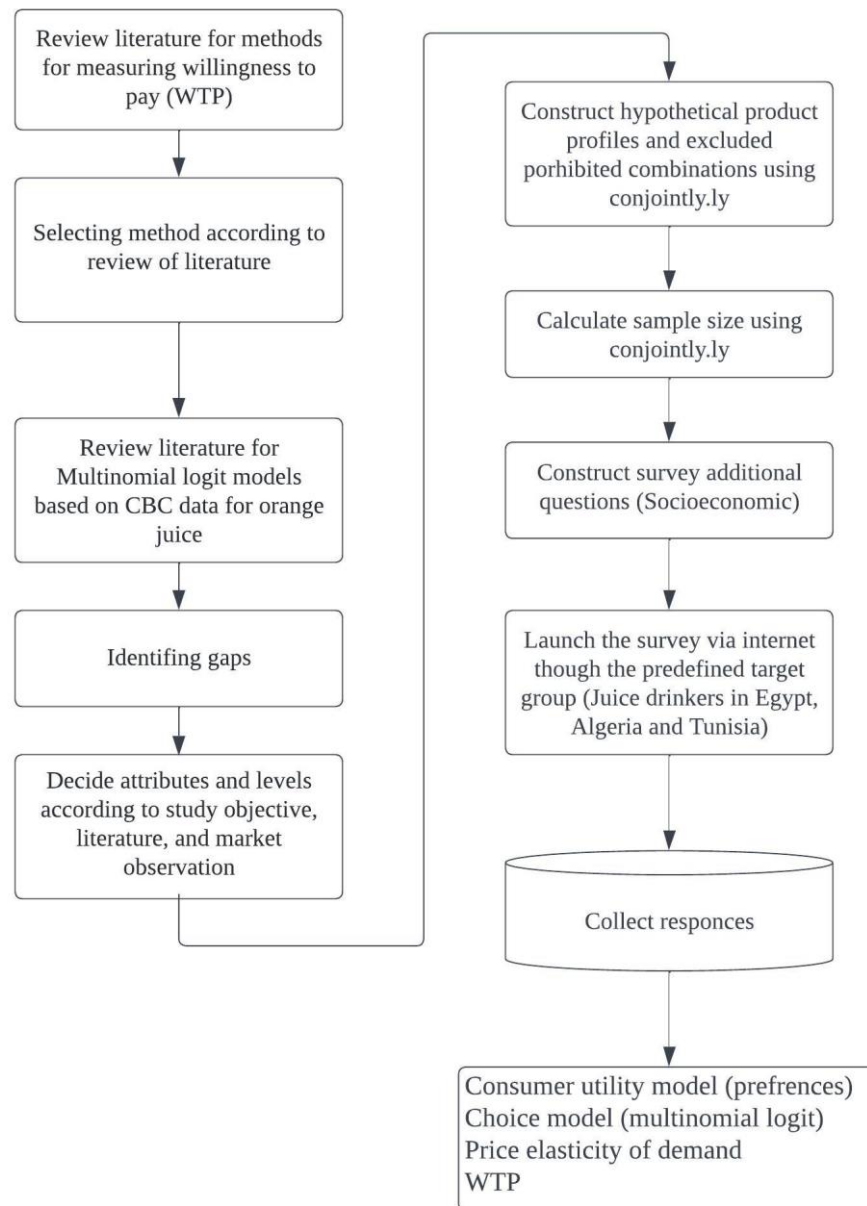 Review literature for methods
for measuring willingness to
pay (WTP)
Selecting method according to
review of literature
Review literature for
Multinomial logit models
based on CBC data for orange
juice
Identifing gaps
Decide attributes and levels
according to study objective,
literature, and market
observation
Construct hypothetical product
profiles and excluded
porhibited combinations using
conjointly.ly
Calculate sample size using
conjointly.ly
Construct survey additional
questions (Socioeconomic)
Launch the survey via internet
though the predefined target
group (Juice drinkers in Egypt,
Algeria and Tunisia)
Collect responces
Consumer utility model (prefrences)
Choice model (multinomial logit)
Price elasticity of demand
WTP